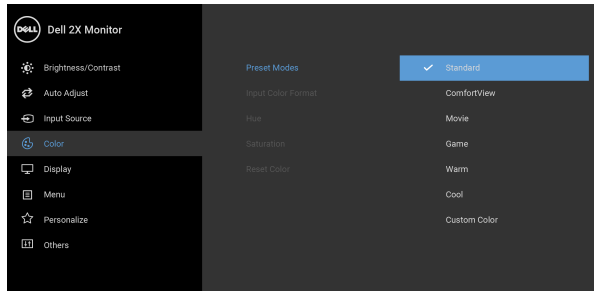 DELL Dell 2X Monitor
Brightness/Contrast Preset Modes Standard
Auto Adjust Input Color Format ComfortView
Input Source Hue Movie
Color Saturation Game
Display Reset Color Warm
Menu Cool
Personalize Custom Color
Others